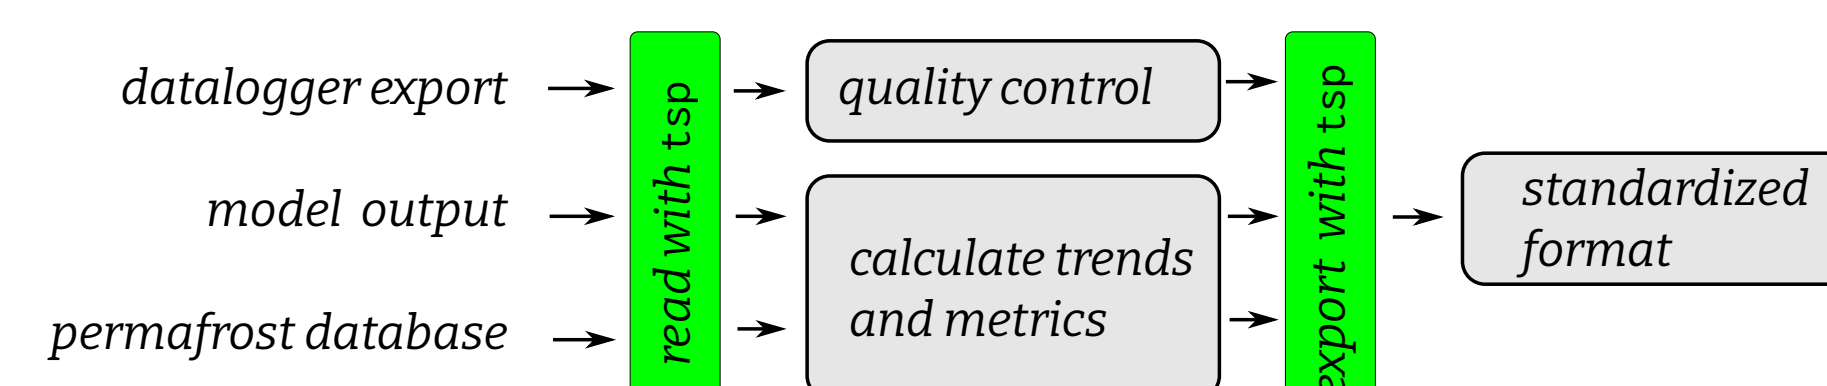 datalogger export
model output
permafrost database
read with tsp
quality control
calculate trends
and metrics
export with tsp
standardized
format